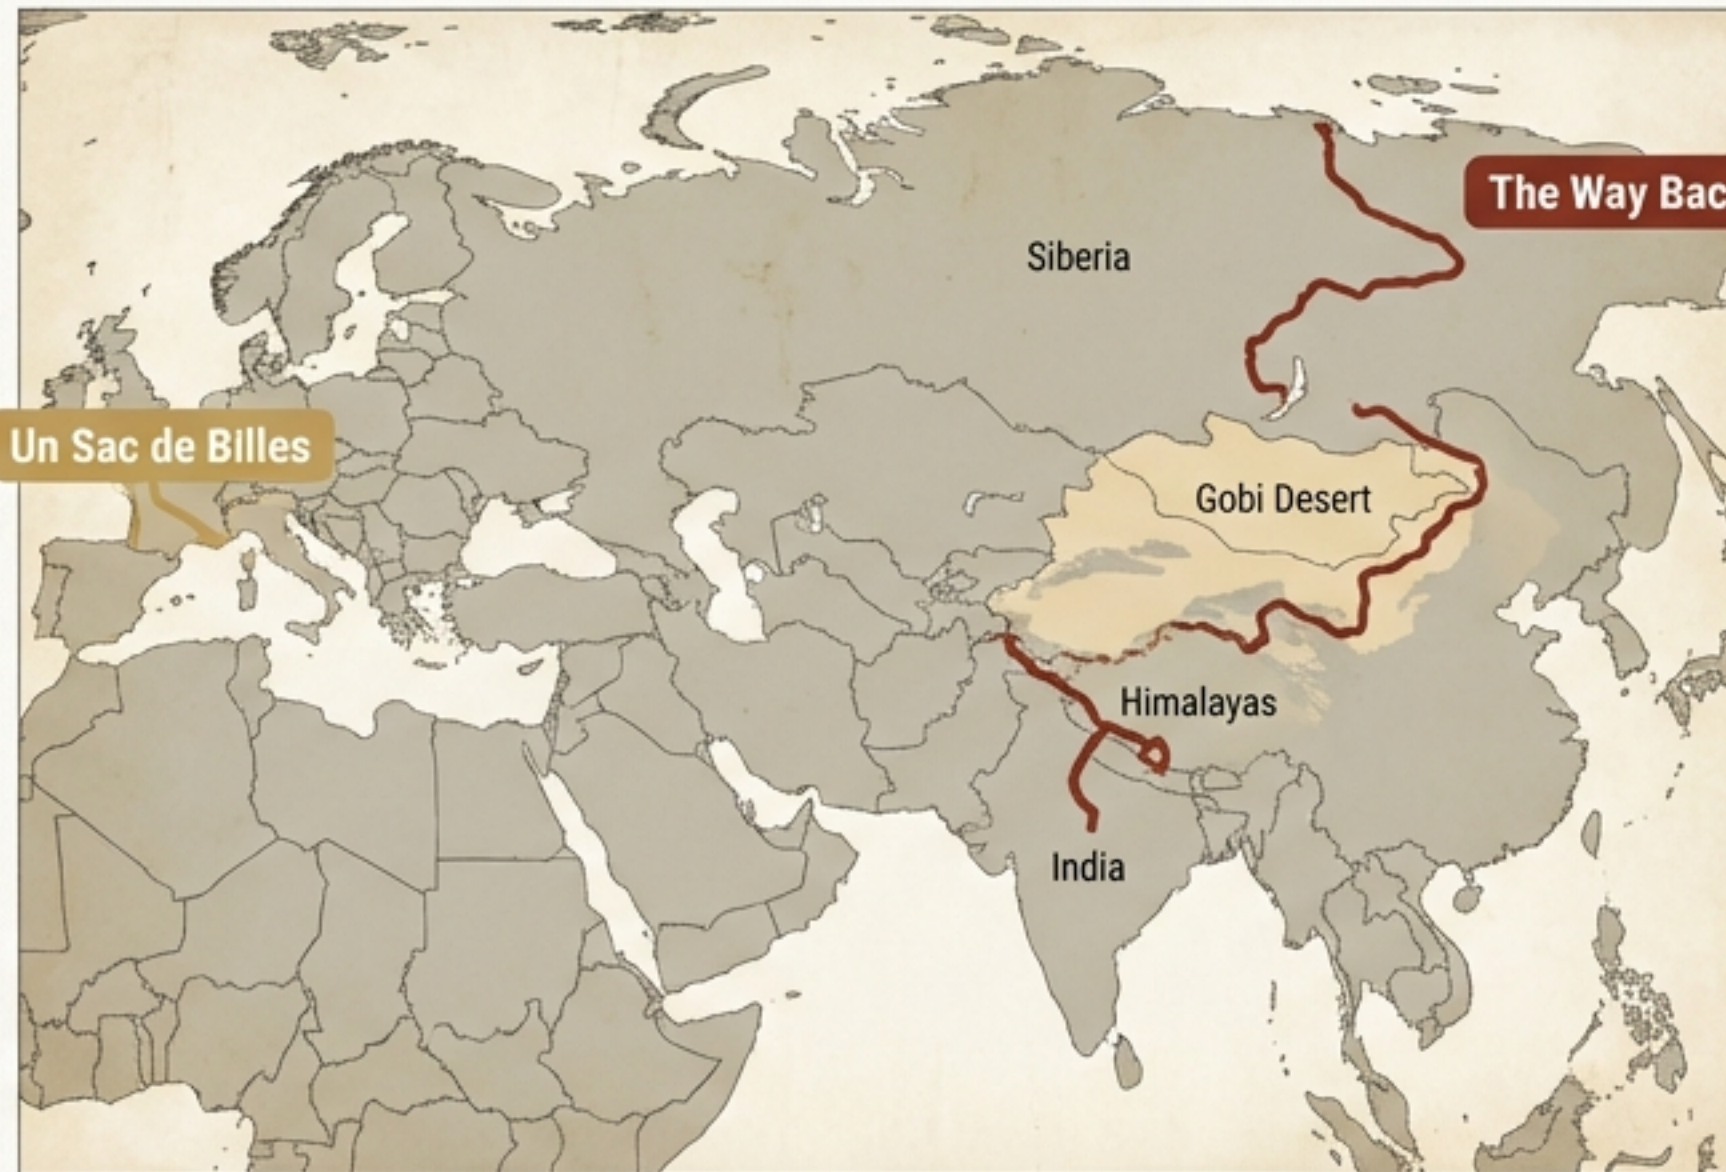 The Way Bac
Siberia
Un Sac de Billes
Gobi Desert
Himalayas
India